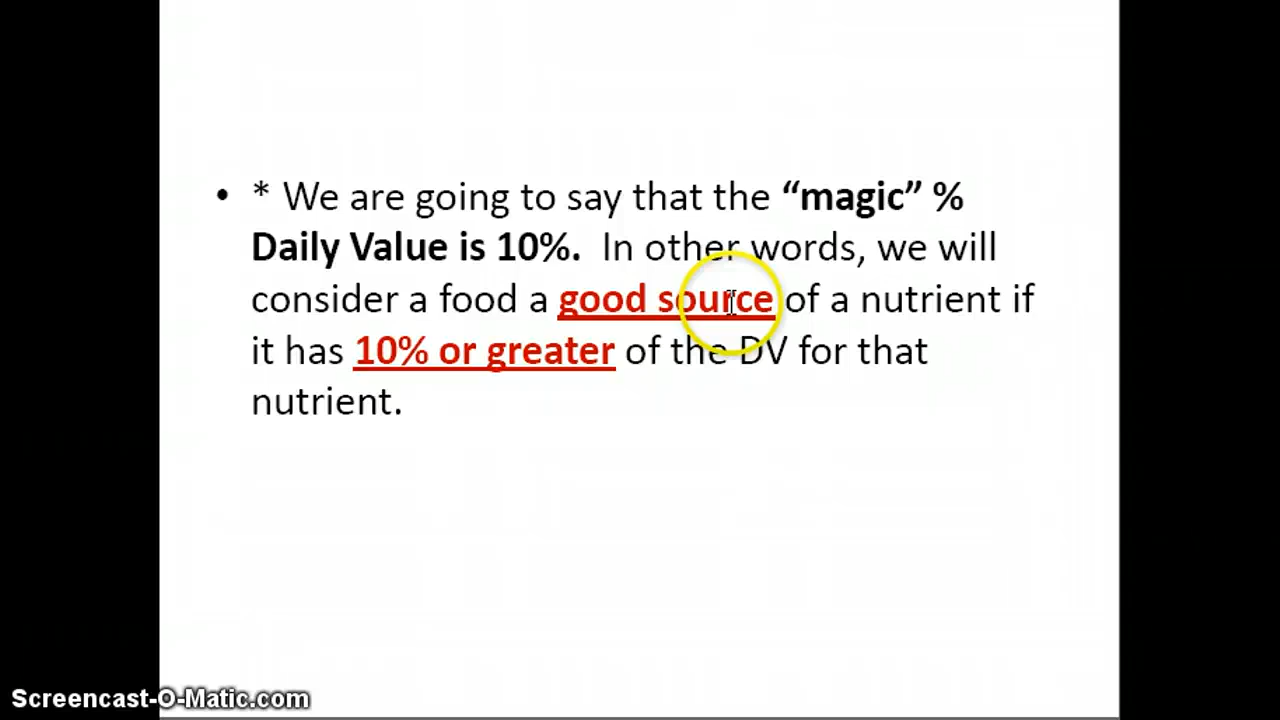 • * We are going to say that the “magic” %
Daily Value is 10%.  In other words, we will
consider a food a good source of a nutrient if
it has 10% or greater of the DV for that
nutrient.
Screencast-O-Matic.com